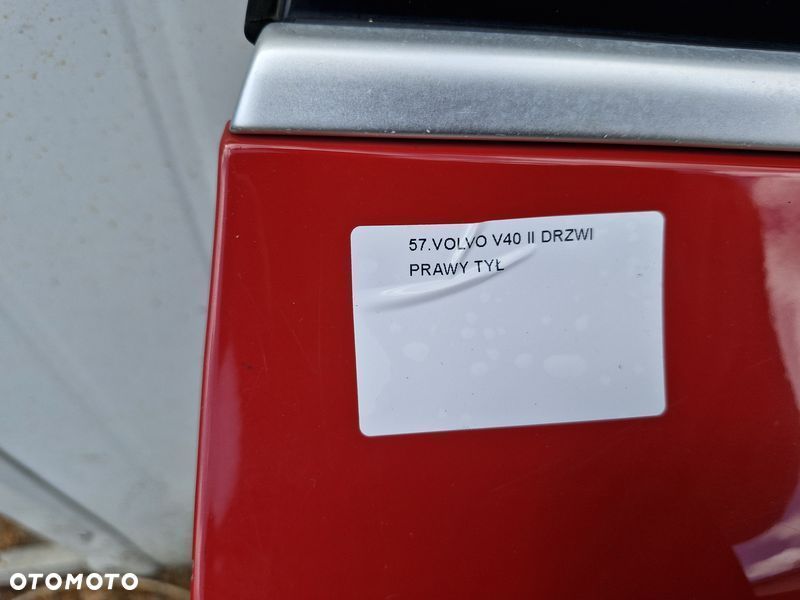 57.VOLVO V40 II DRZWI
PRAWY TYŁ
OTOMOTO